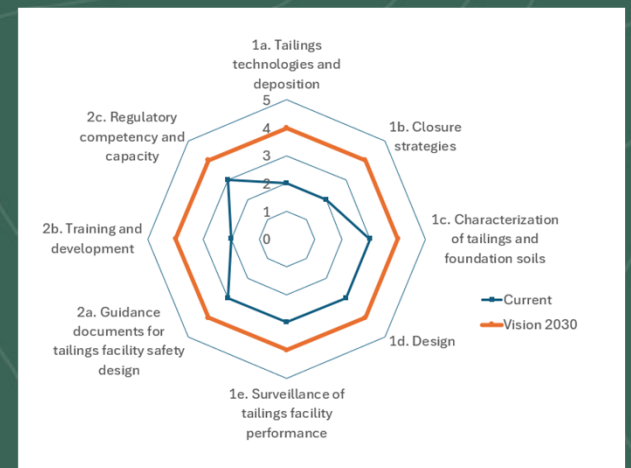 1a. Tailings
technologies and
deposition
5
4
3
2
1
0
1b. Closure
strategies
1c. Characterization
of tailings and
foundation soils
1d. Design
1e. Surveillance of
tailings facility
performance
2a. Guidance
documents for
tailings facility safety
design
2b. Training and
development
2c. Regulatory
competency and
capacity
Current
Vision 2030